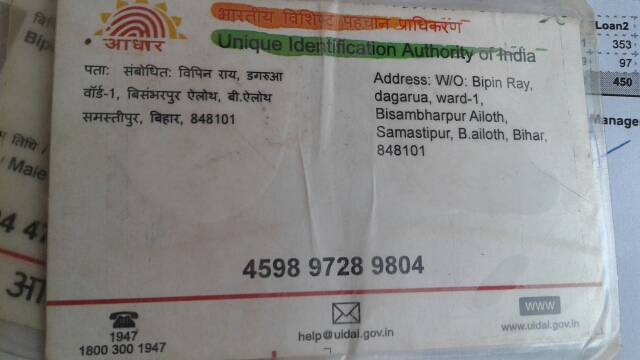 भारतीय विशिष्ट पहचान प्राधिकरण
Unique Identification Authority of India
आधार
पता: संबोधित: विपिन राय, डगरुआ
वॉर्ड-1, बिसंभरपुर ऐलोथ, बी.ऐलोथ
समस्तीपुर, बिहार, 848101
Address: W/O: Bipin Ray,
dagarua, ward-1,
Bisambharpur Ailoth,
Samastipur, B.ailoth, Bihar,
848101
4598 9728 9804
1947
1800 300 1947
help@uidai.gov.in
WWW
www.uidai.gov.in
Loan2
353
97
450
Manage
Bip
तिथि /
/ Male
आ